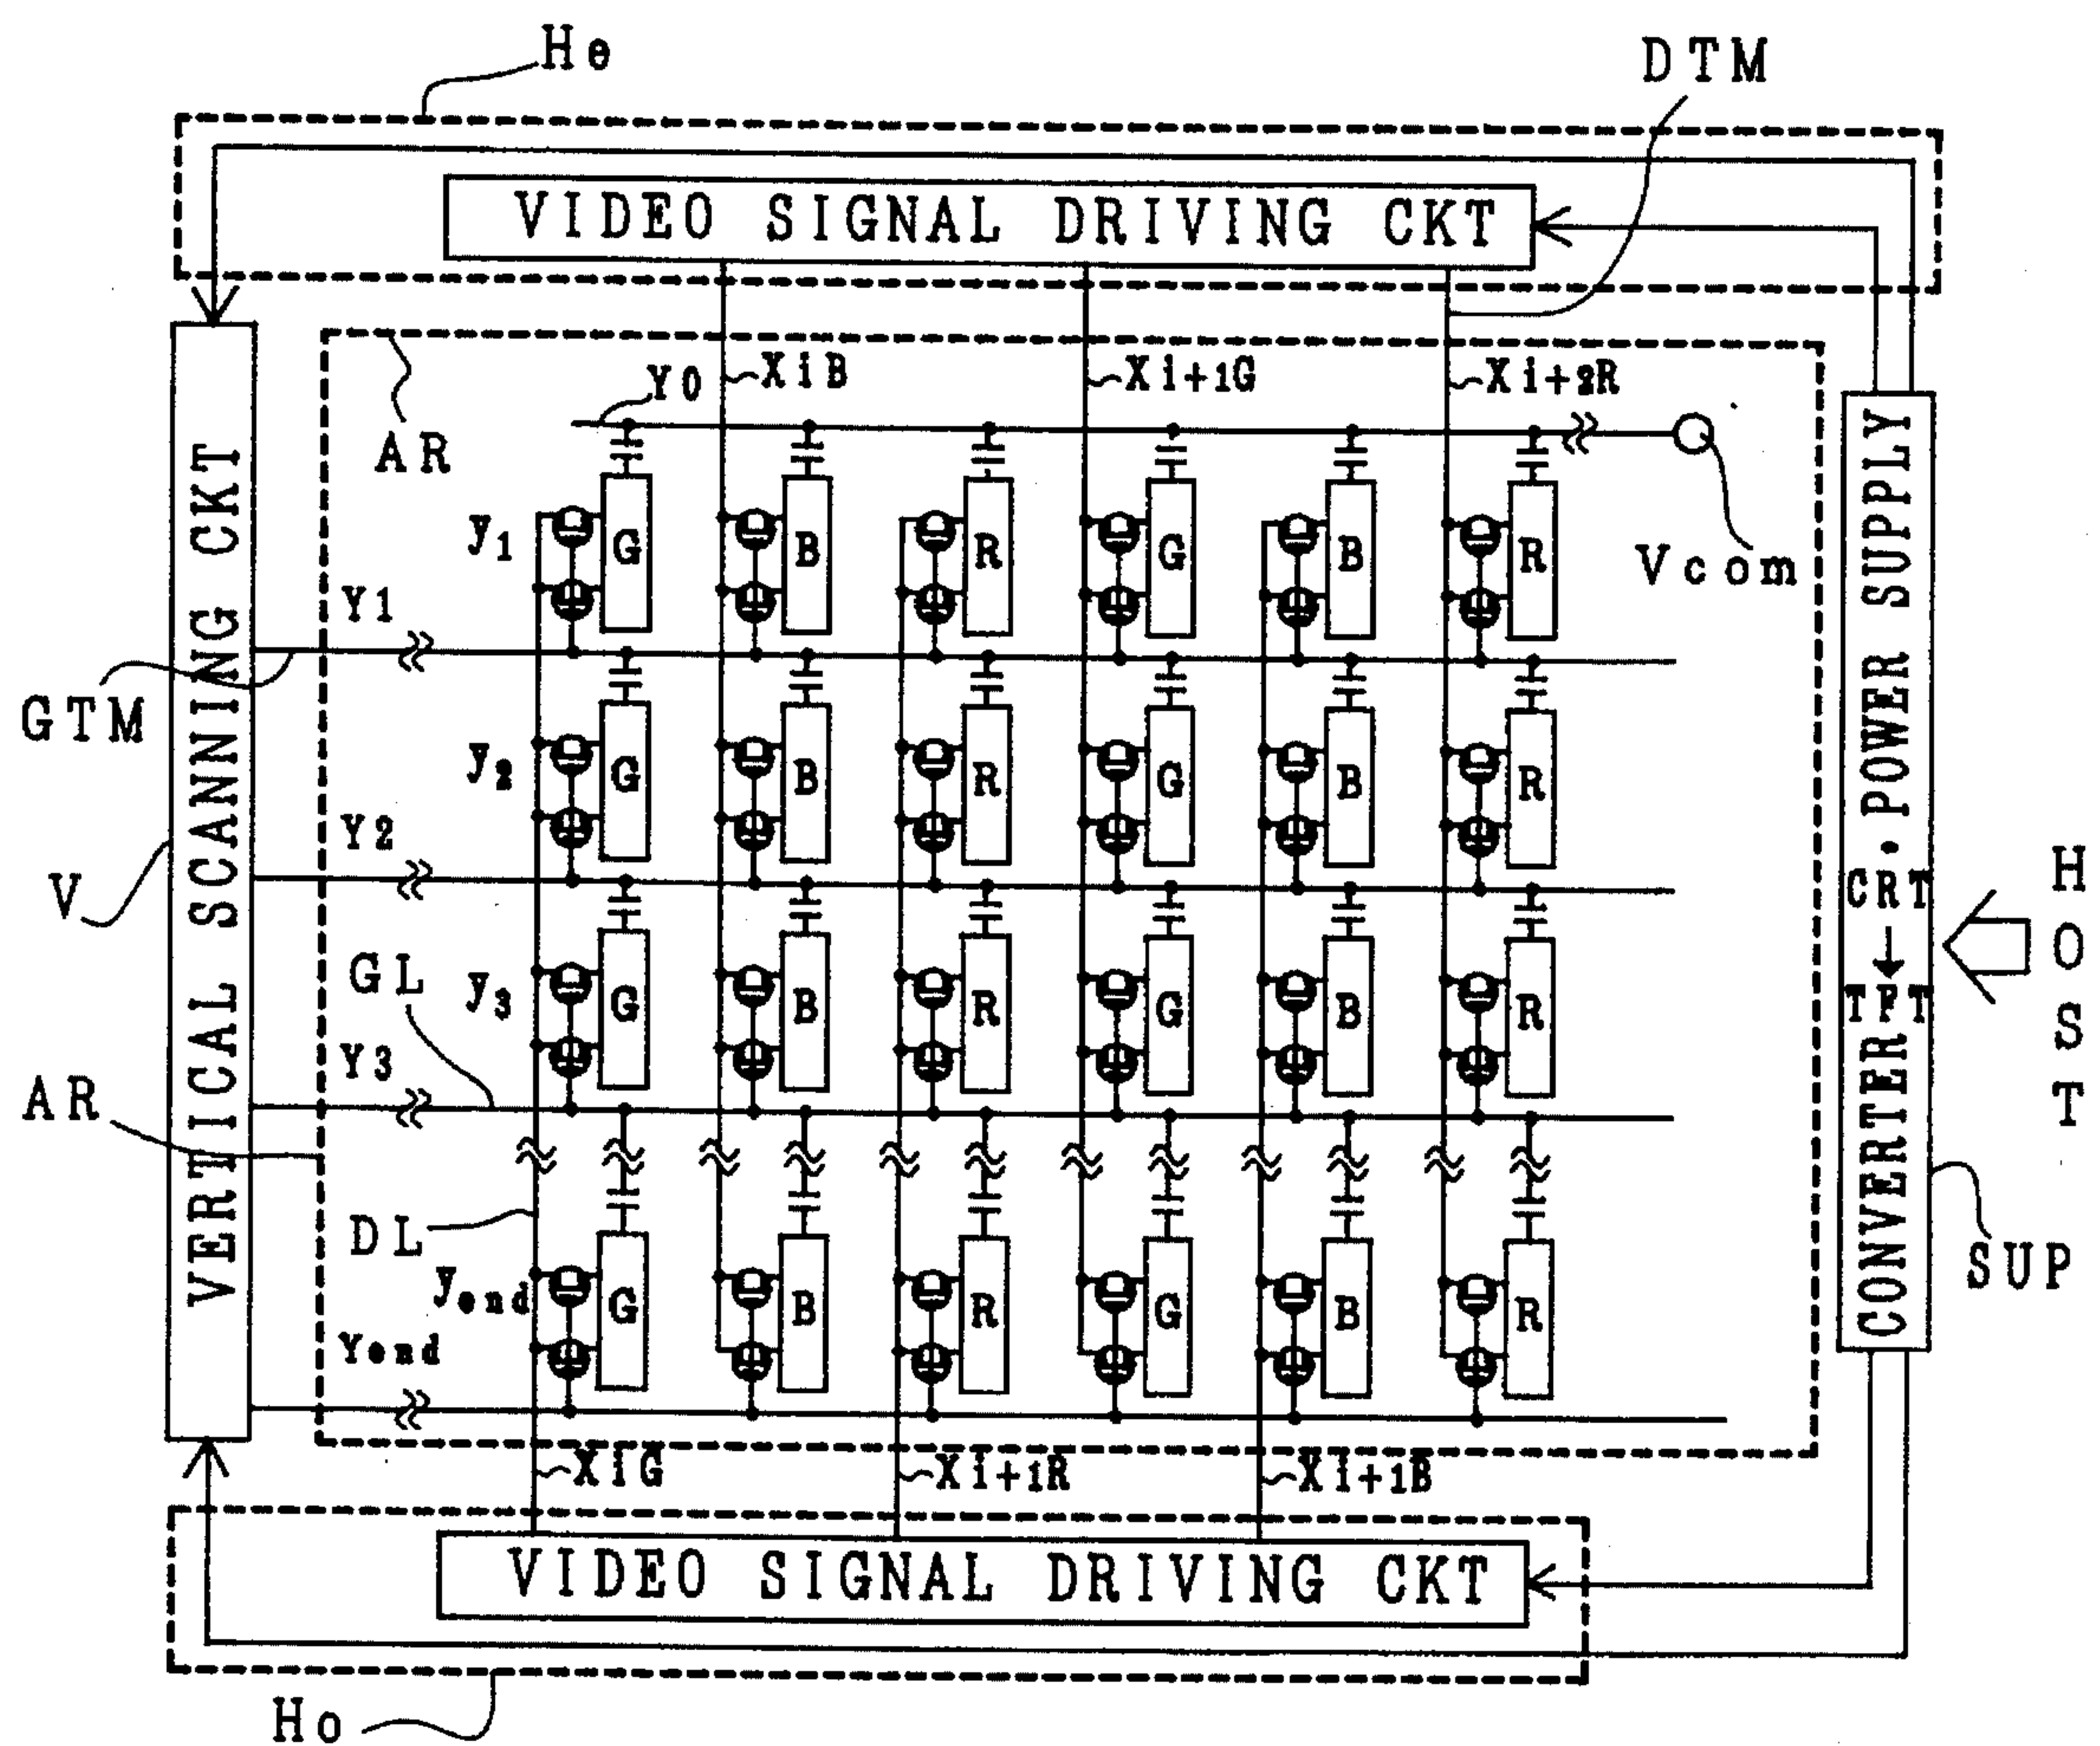 He
DTM
VIDEO SIGNAL DRIVING CKT
XiB
Xi+1G
Xi+2R
Y0
AR
Vcom
VERTICAL SCANNING CKT
CONVERTER · POWER SUPPLY
CRT
↓
TFT
HOST
SUP
y1 G B R G B R
Y1
GTM
y2 G B R G B R
Y2
V
GL
y3 G B R G B R
Y3
AR
DL
yend G B R G B R
Yend
XiG
Xi+1R
Xi+1B
VIDEO SIGNAL DRIVING CKT
Ho